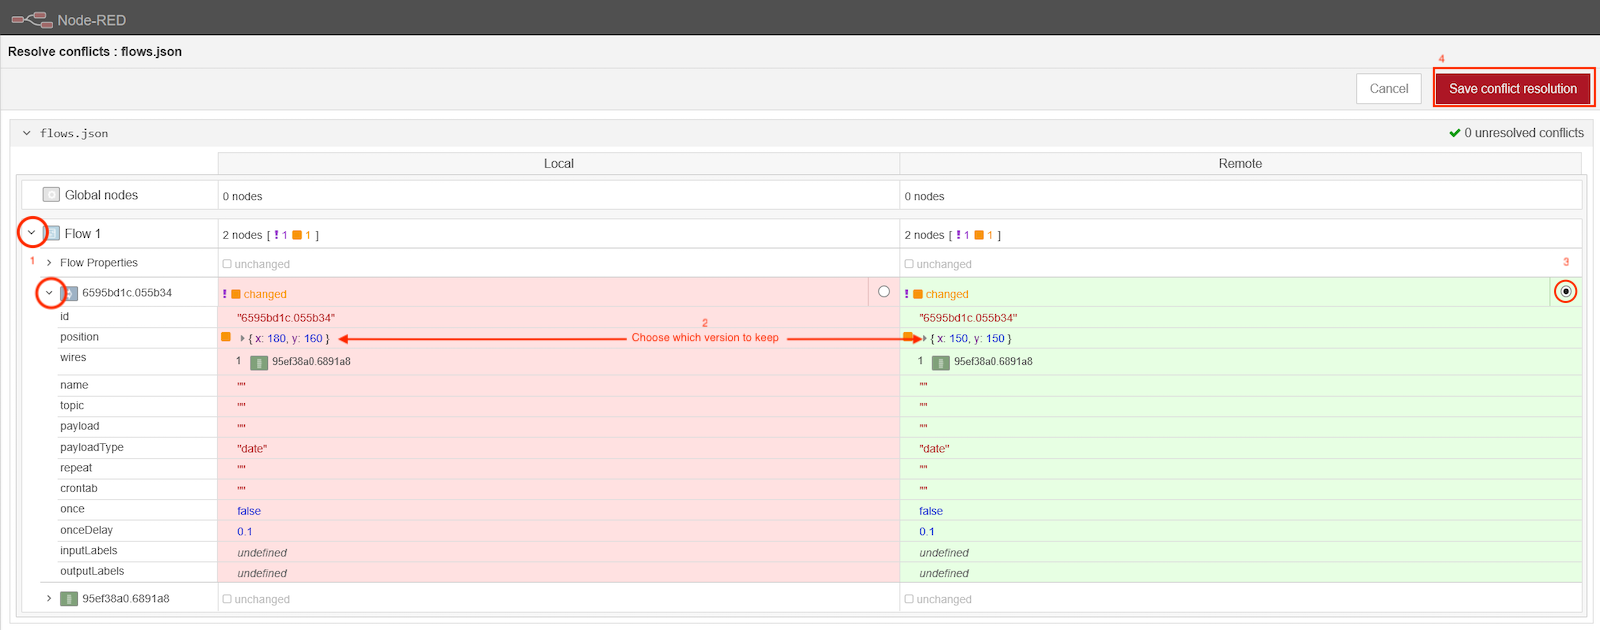 Node-RED
Resolve conflicts : flows.json
4
Cancel Save conflict resolution
flows.json 0 unresolved conflicts
Local Remote
Global nodes 0 nodes 0 nodes
Flow 1 2 nodes [ ! 1 1 ] 2 nodes [ ! 1 1 ]
1 Flow Properties unchanged unchanged 3
6595bd1c.055b34 ! changed ! changed
id "6595bd1c.055b34" "6595bd1c.055b34"
2
position { x: 180, y: 160 } Choose which version to keep { x: 150, y: 150 }
wires 1 95ef38a0.6891a8 1 95ef38a0.6891a8
name "" ""
topic "" ""
payload "" ""
payloadType "date" "date"
repeat "" ""
crontab "" ""
once false false
onceDelay 0.1 0.1
inputLabels undefined undefined
outputLabels undefined undefined
95ef38a0.6891a8 unchanged unchanged